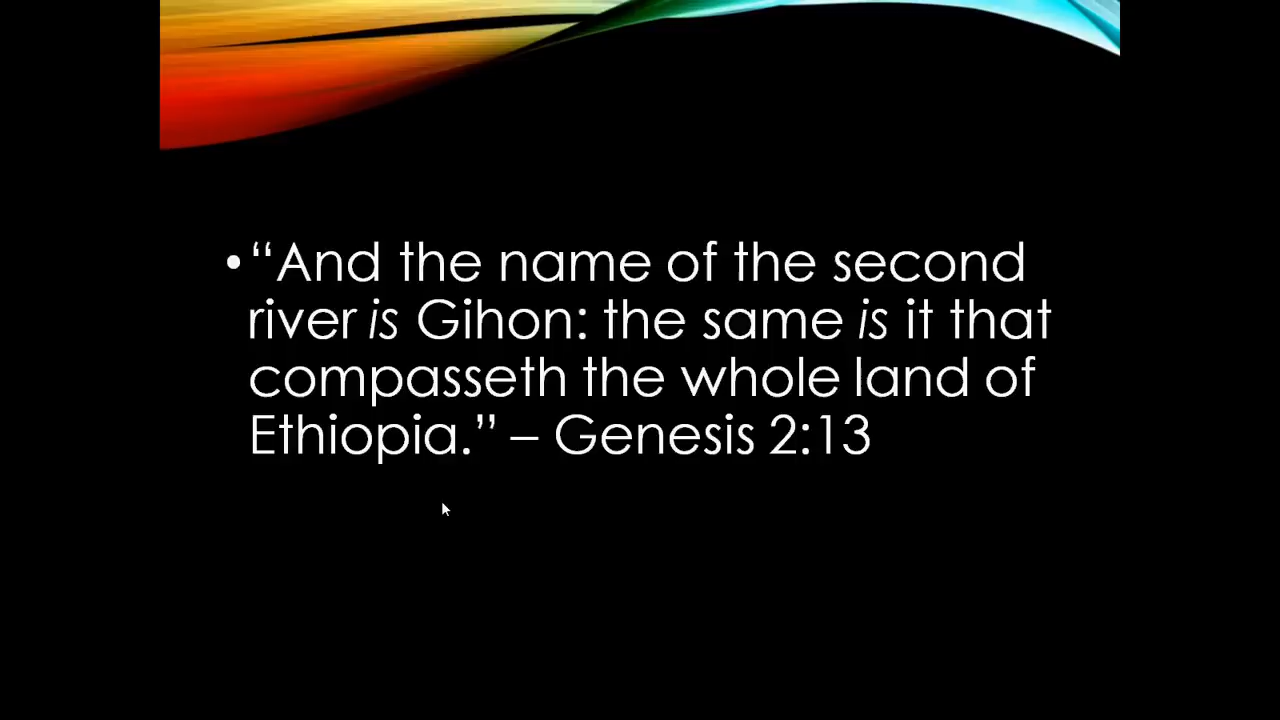 •“And the name of the second
river is Gihon: the same is it that
compasseth the whole land of
Ethiopia.” – Genesis 2:13